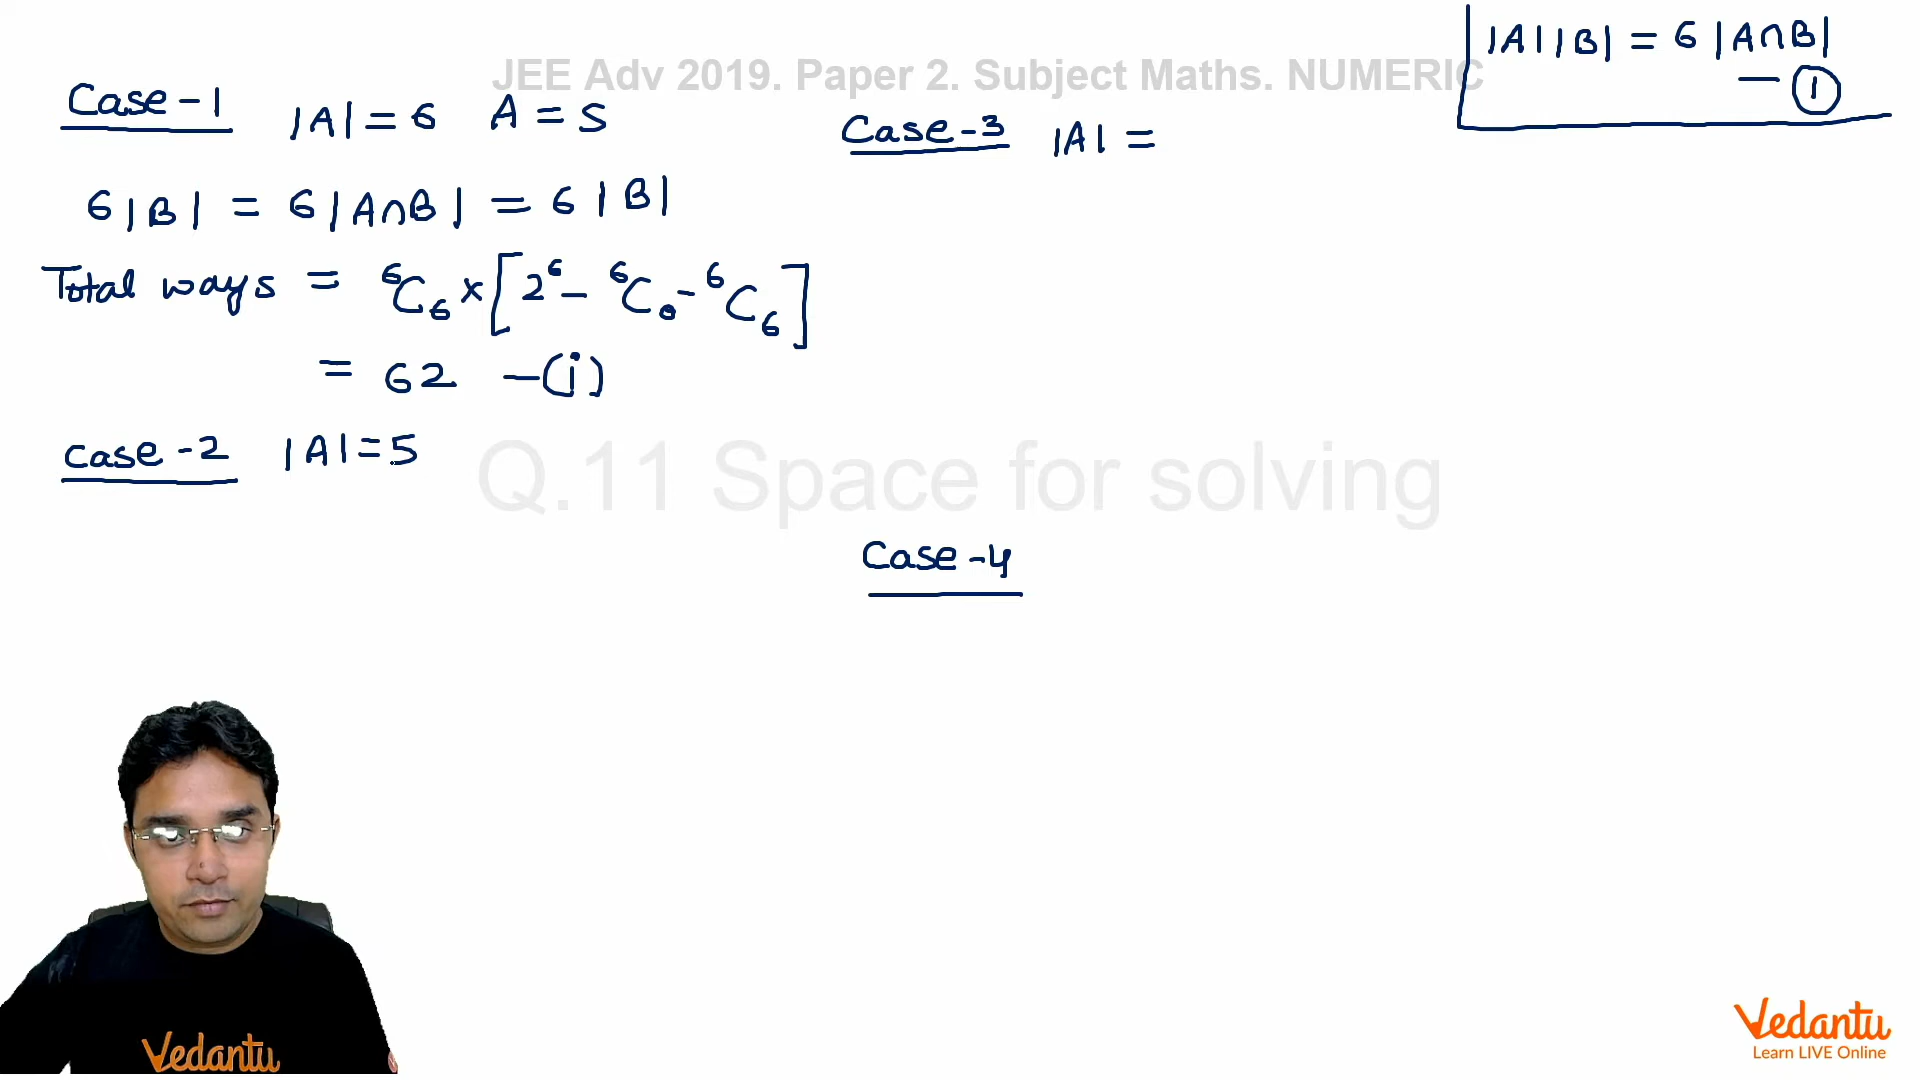 JEE Adv 2019. Paper 2. Subject Maths. NUMERIC
|A||B| = 6|A∩B|
— ①
Case-1 |A|=6 A=S
6|B| = 6|A∩B| = 6|B|
Total ways = ⁶C₆×[2⁶-⁶C₀-⁶C₆]
= 62 -(i)
Case-2 |A|=5
Case-3 |A| =
Q.11 Space for solving
Case-4
Vedantu
Vedantu
Learn LIVE Online